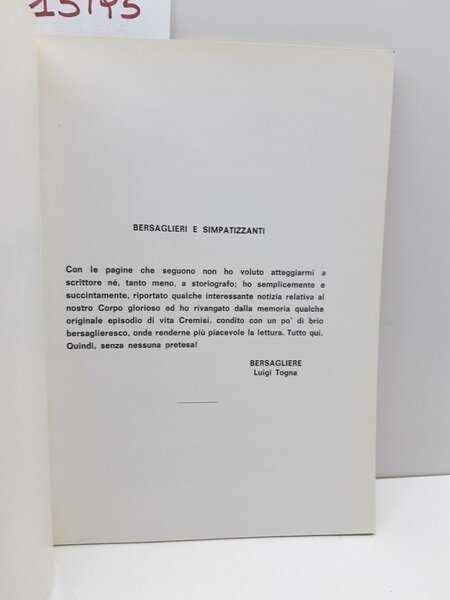 15195
BERSAGLIERI E SIMPATIZZANTI
Con le pagine che seguono non ho voluto atteggiarmi a
scrittore né, tanto meno, a storiografo; ho semplicemente e
succintamente, riportato qualche interessante notizia relativa al
nostro Corpo glorioso ed ho rivangato dalla memoria qualche
originale episodio di vita Cremisi, condito con un po' di brio
bersaglieresco, onde renderne più piacevole la lettura. Tutto qui.
Quindi, senza nessuna pretesa!
BERSAGLIERE
Luigi Togna